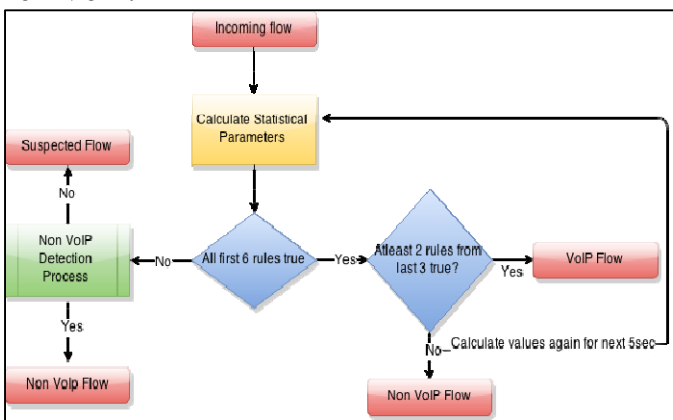 Incoming flow
Calculate Statistical
Parameters
Suspected Flow
No
Non VoIP
Detection
Process
No
All first 6 rules true
Yes
Atleast 2 rules from
last 3 true?
Yes
VoIP Flow
Yes
No
Calculate values again for next 5sec
Non Voip Flow
Non VoIP Flow